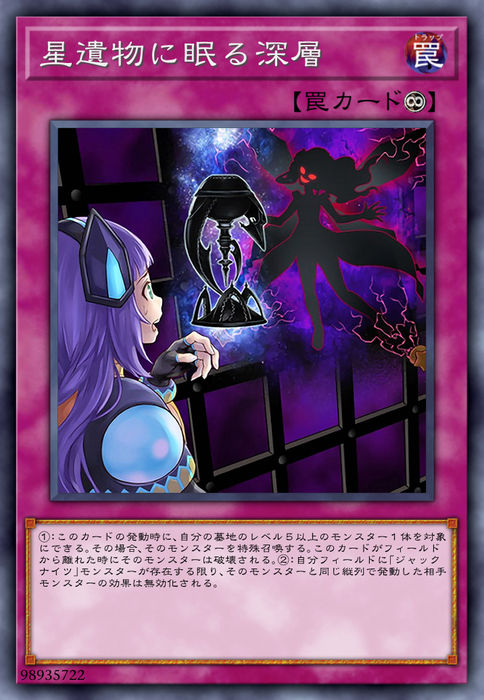 星遺物に眠る深層
トラップ
罠
【罠カード】
①:このカードの発動時に、自分の墓地のレベル5以上のモンスター1体を対象
にできる。その場合、そのモンスターを特殊召喚する。このカードがフィールド
から離れた時にそのモンスターは破壊される。②:自分フィールドに「ジャック
ナイツ」モンスターが存在する限り、そのモンスターと同じ縦列で発動した相手
モンスターの効果は無効化される。
98935722